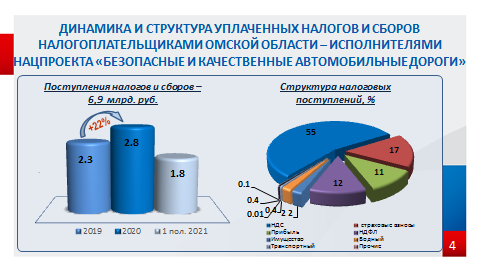 ДИНАМИКА И СТРУКТУРА УПЛАЧЕННЫХ НАЛОГОВ И СБОРОВ
НАЛОГОПЛАТЕЛЬЩИКАМИ ОМСКОЙ ОБЛАСТИ – ИСПОЛНИТЕЛЯМИ
НАЦПРОЕКТА «БЕЗОПАСНЫЕ И КАЧЕСТВЕННЫЕ АВТОМОБИЛЬНЫЕ ДОРОГИ»
Поступления налогов и сборов –
6,9 млрд. руб.
+22%
2.3
2.8
1.8
2019
2020
1 пол. 2021
Структура налоговых
поступлений, %
55
17
11
12
2
2
0.4
0.01
0.4
0.1
НДС
страховые взносы
Прибыль
НДФЛ
Имущество
Водный
Транспортный
Прочие
4